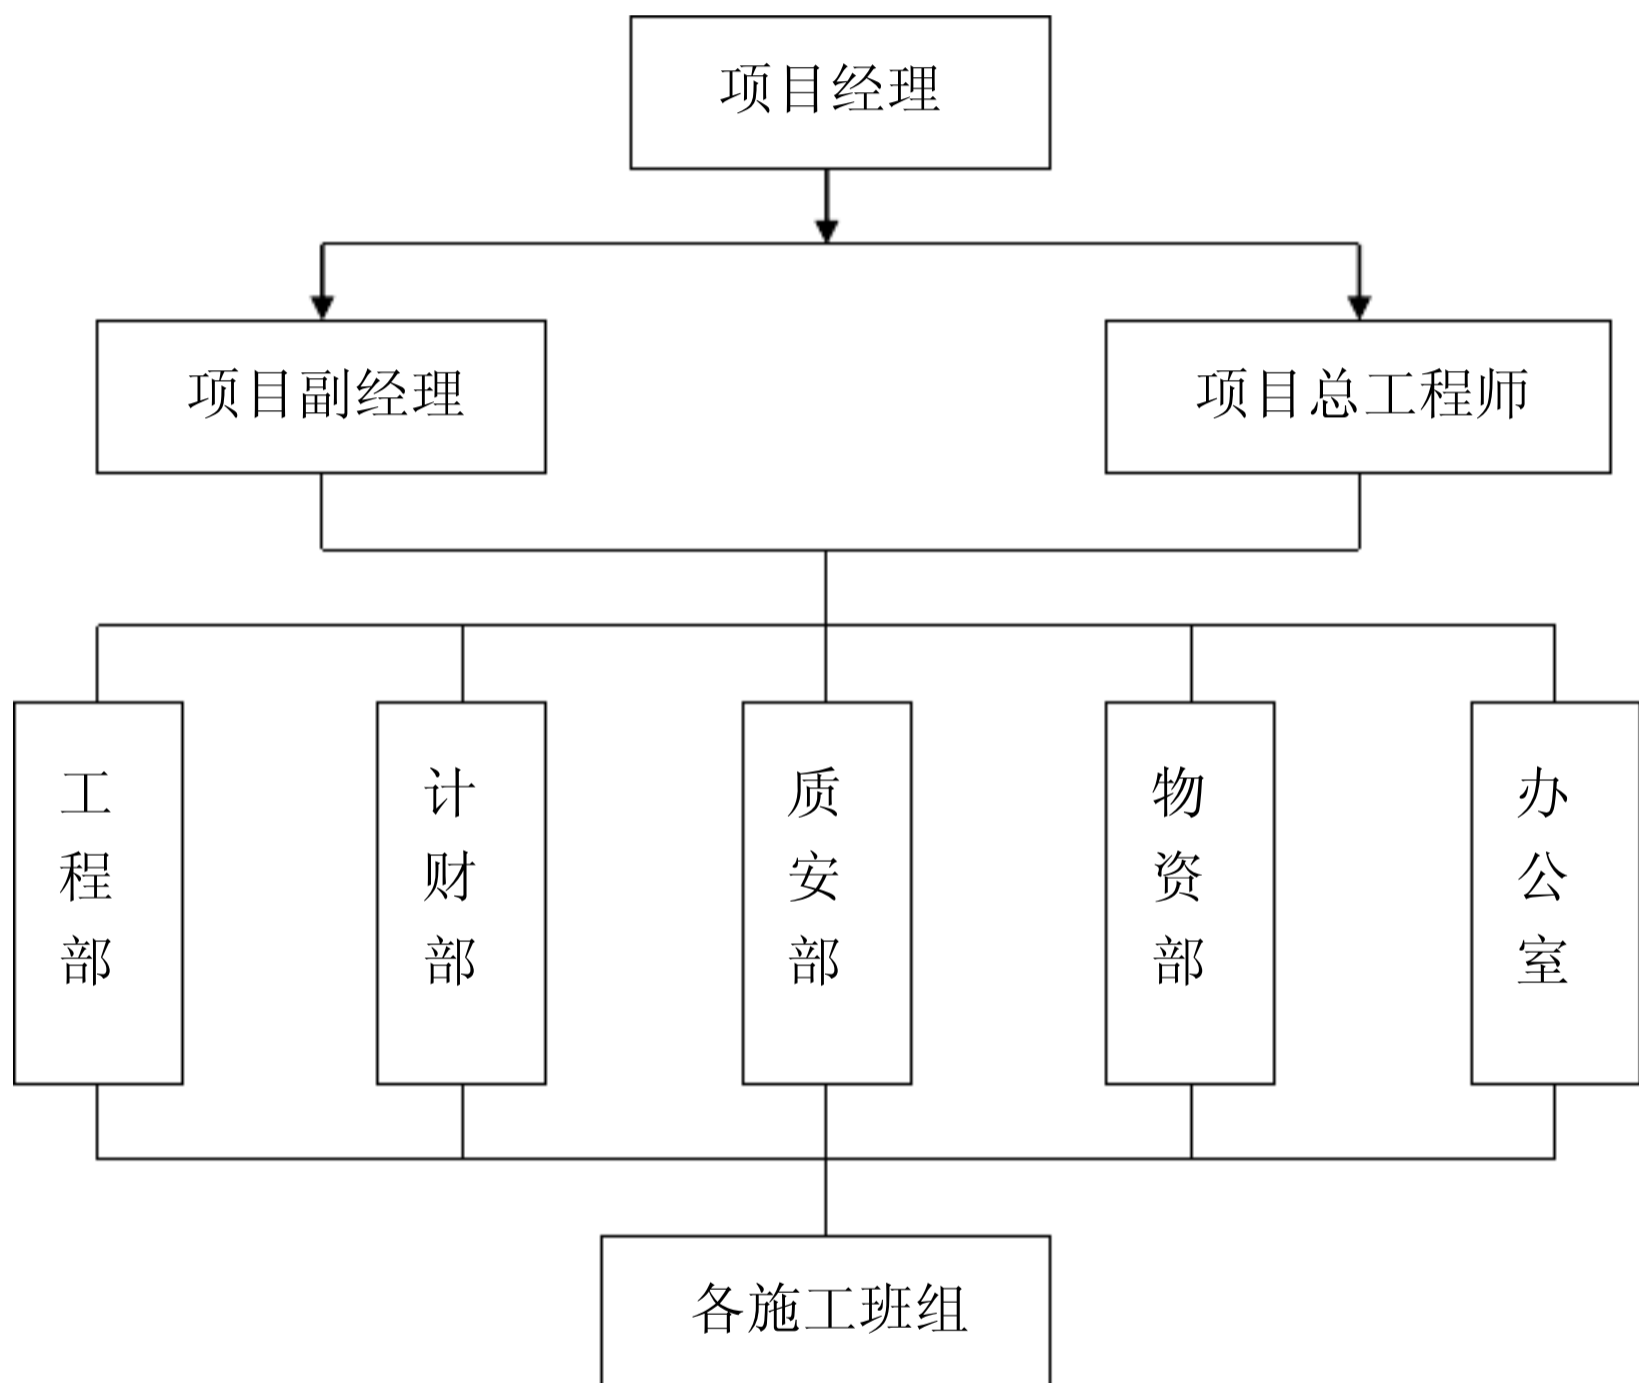 项目经理
项目副经理
项目总工程师
工程部
计财部
质安部
物资部
办公室
各施工班组